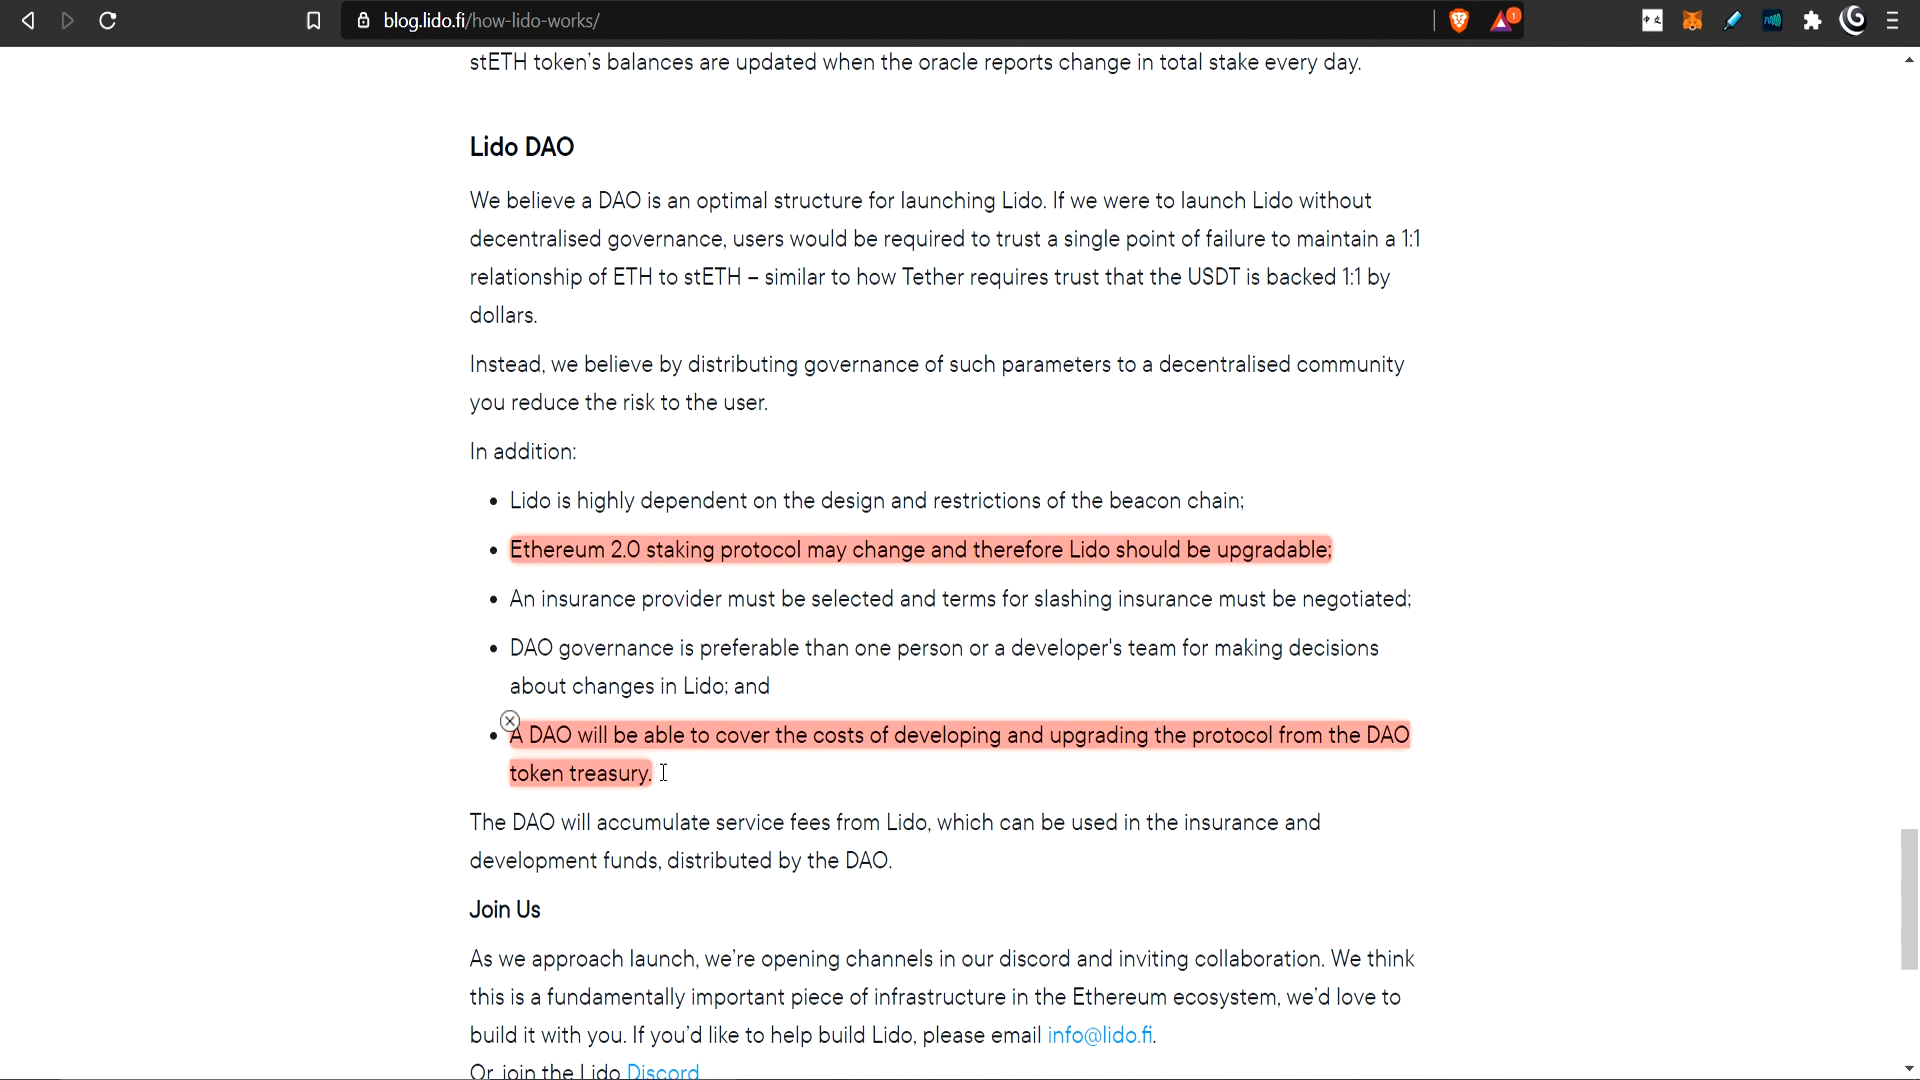 blog.lido.fi/how-lido-works/
1
stETH token’s balances are updated when the oracle reports change in total stake every day.
Lido DAO
We believe a DAO is an optimal structure for launching Lido. If we were to launch Lido without
decentralised governance, users would be required to trust a single point of failure to maintain a 1:1
relationship of ETH to stETH – similar to how Tether requires trust that the USDT is backed 1:1 by
dollars.
Instead, we believe by distributing governance of such parameters to a decentralised community
you reduce the risk to the user.
In addition:
• Lido is highly dependent on the design and restrictions of the beacon chain;
• Ethereum 2.0 staking protocol may change and therefore Lido should be upgradable;
• An insurance provider must be selected and terms for slashing insurance must be negotiated;
• DAO governance is preferable than one person or a developer's team for making decisions
about changes in Lido; and
• A DAO will be able to cover the costs of developing and upgrading the protocol from the DAO
token treasury.
The DAO will accumulate service fees from Lido, which can be used in the insurance and
development funds, distributed by the DAO.
Join Us
As we approach launch, we’re opening channels in our discord and inviting collaboration. We think
this is a fundamentally important piece of infrastructure in the Ethereum ecosystem, we’d love to
build it with you. If you’d like to help build Lido, please email info@lido.fi.
Or join the Lido Discord